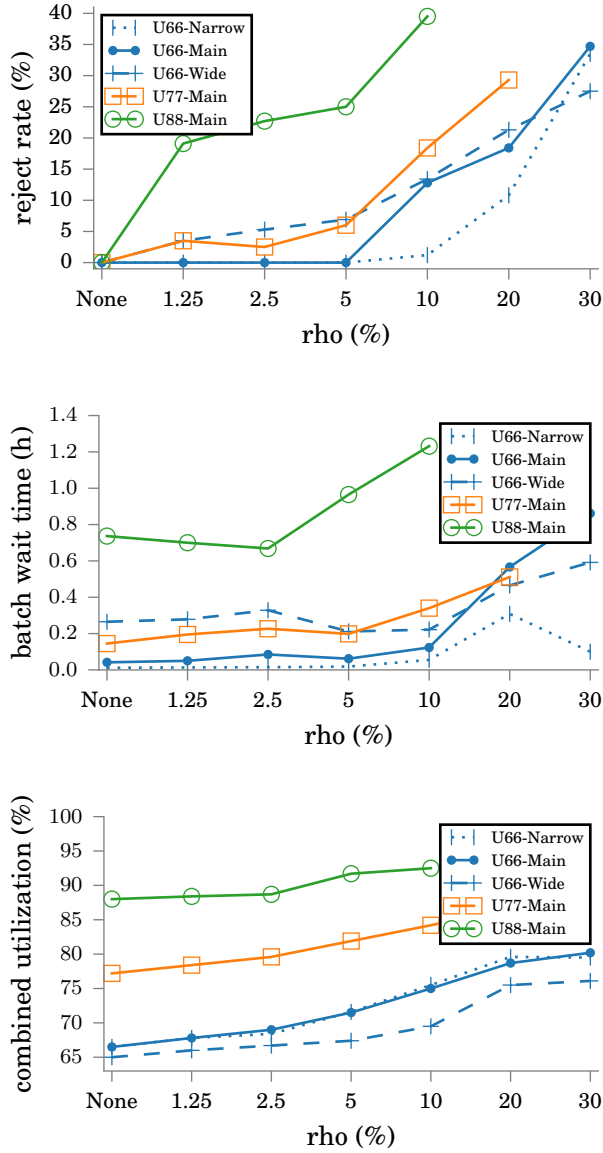 reject rate (%)
40
35
30
25
20
15
10
5
0
U66-Narrow
U66-Main
U66-Wide
U77-Main
U88-Main
None 1.25 2.5 5 10 20 30
rho (%)
batch wait time (h)
1.4
1.2
1.0
0.8
0.6
0.4
0.2
0.0
U66-Narrow
U66-Main
U66-Wide
U77-Main
U88-Main
None 1.25 2.5 5 10 20 30
rho (%)
combined utilization (%)
100
95
90
85
80
75
70
65
U66-Narrow
U66-Main
U66-Wide
U77-Main
U88-Main
None 1.25 2.5 5 10 20 30
rho (%)